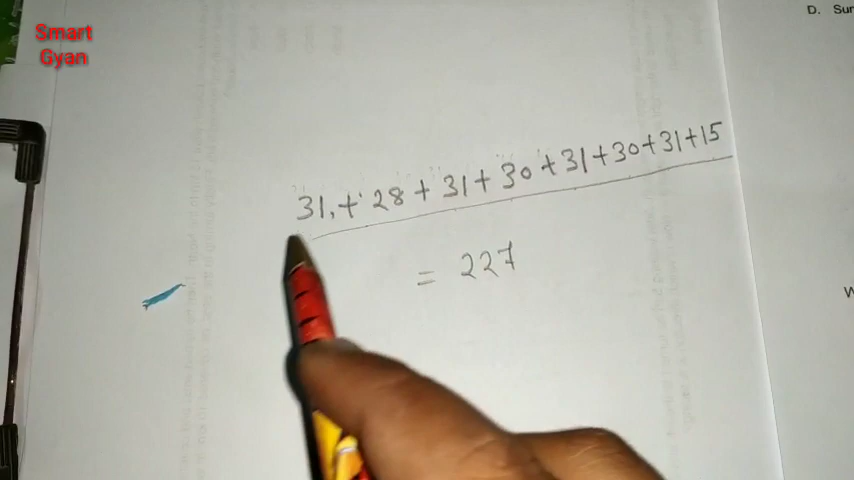 Smart
Gyan
D. Sur
31 + 28 + 31 + 30 + 31 + 30 + 31 + 15
= 227